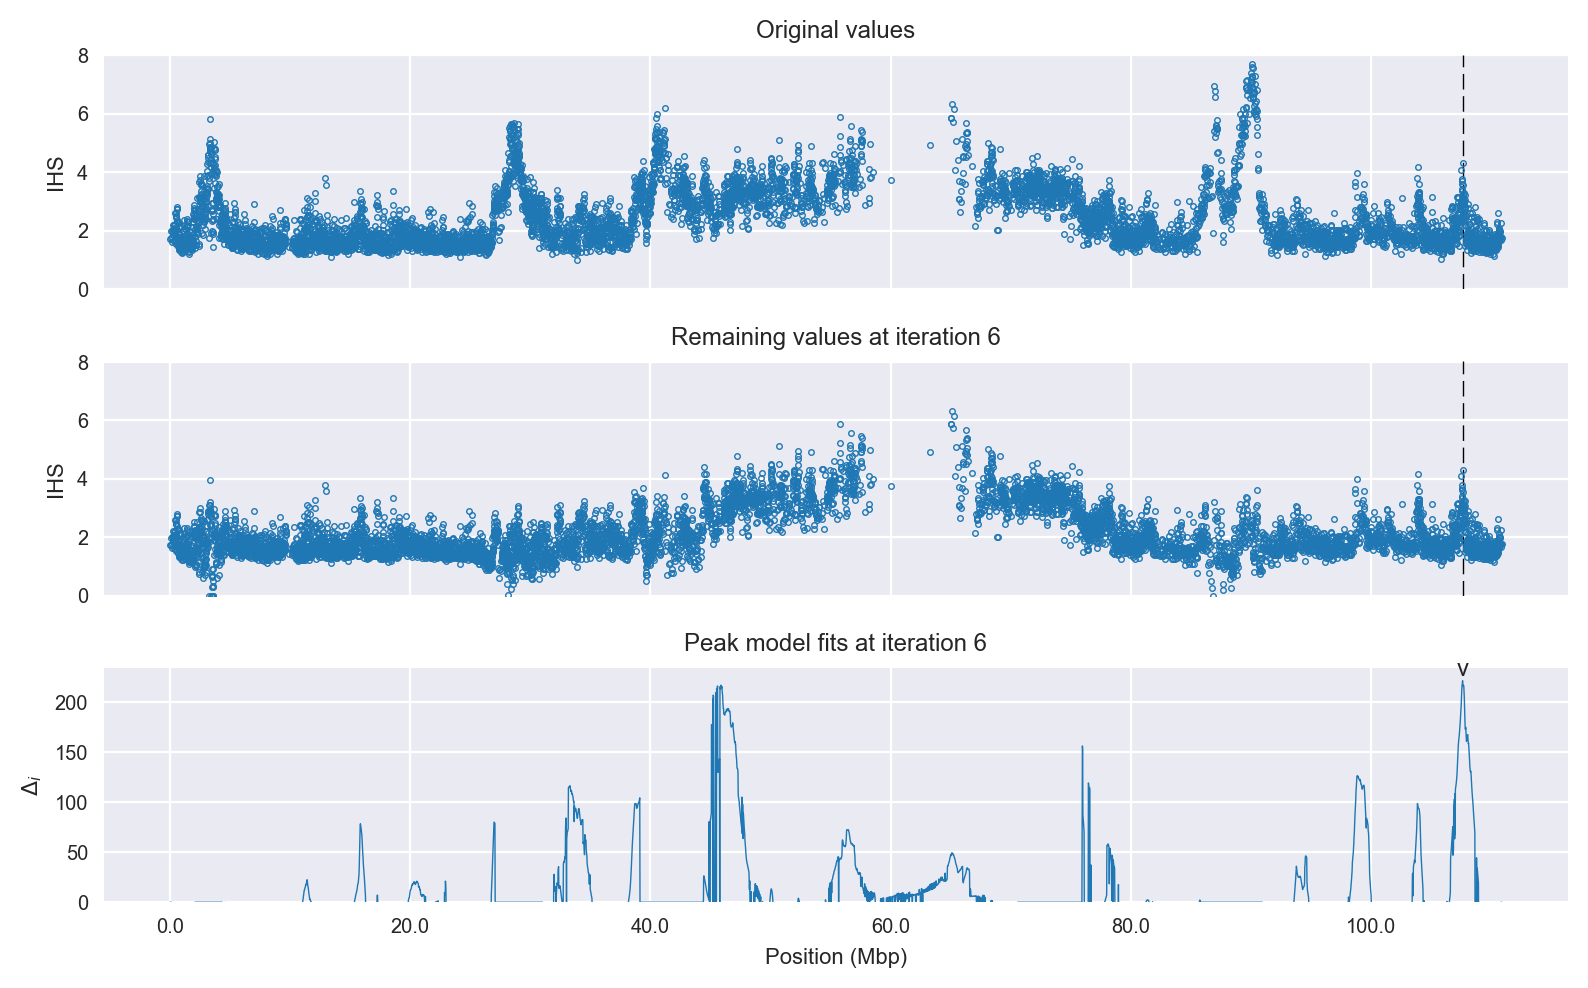 Original values
8
6
4
2
0
IHS
Remaining values at iteration 6
8
6
4
2
0
IHS
Peak model fits at iteration 6
v
200
150
100
50
0
Δi
0.0 20.0 40.0 60.0 80.0 100.0
Position (Mbp)